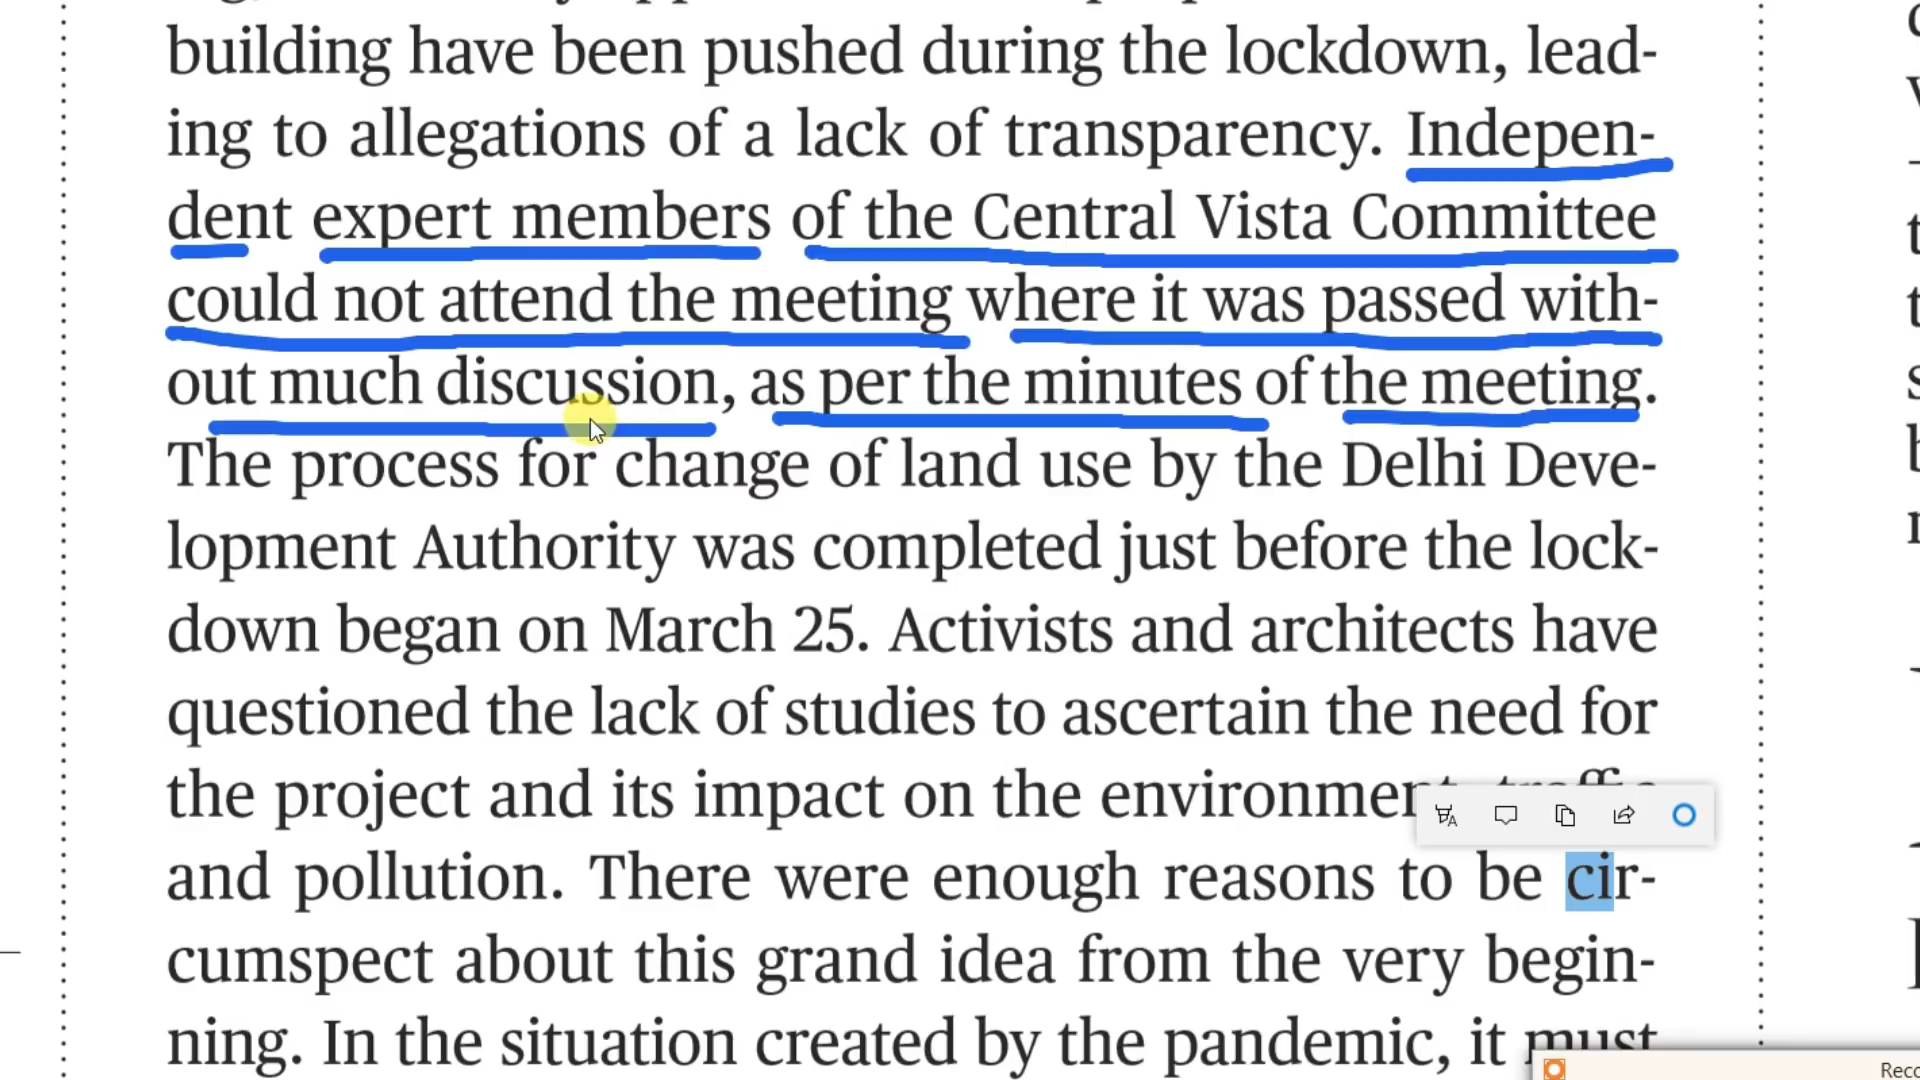 building have been pushed during the lockdown, lead-
ing to allegations of a lack of transparency. Indepen-
dent expert members of the Central Vista Committee
could not attend the meeting where it was passed with-
out much discussion, as per the minutes of the meeting.
The process for change of land use by the Delhi Deve-
lopment Authority was completed just before the lock-
down began on March 25. Activists and architects have
questioned the lack of studies to ascertain the need for
the project and its impact on the environment, traffic
and pollution. There were enough reasons to be cir-
cumspect about this grand idea from the very begin-
ning. In the situation created by the pandemic, it must